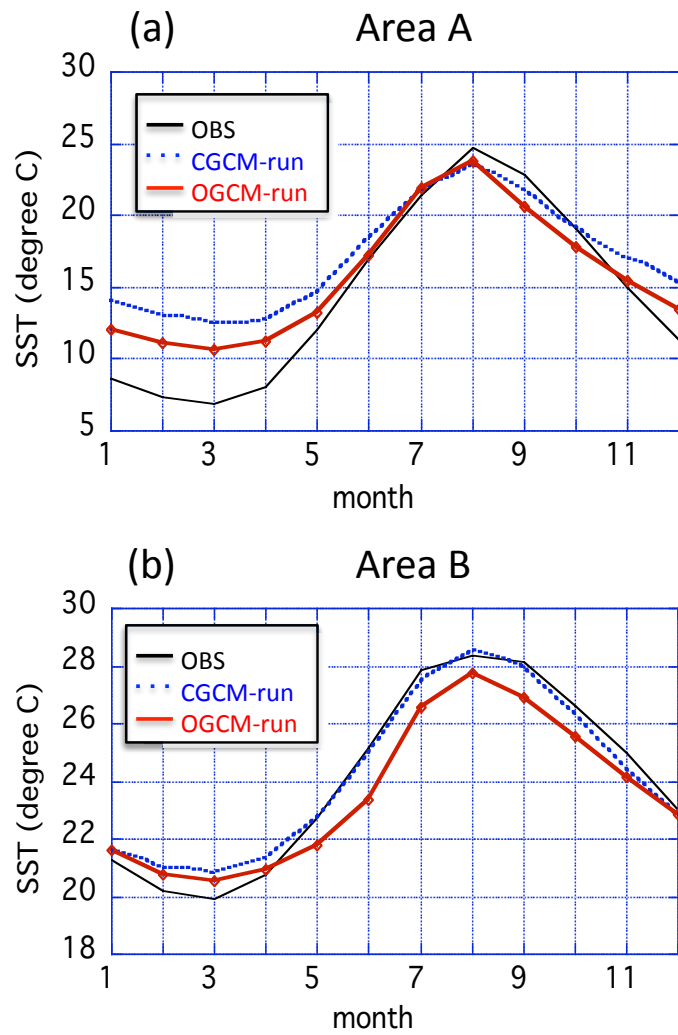 (a) Area A
30
25
20
15
10
5
SST (degree C)
OBS
CGCM-run
OGCM-run
1 3 5 7 9 11
month
(b) Area B
30
28
26
24
22
20
18
SST (degree C)
OBS
CGCM-run
OGCM-run
1 3 5 7 9 11
month